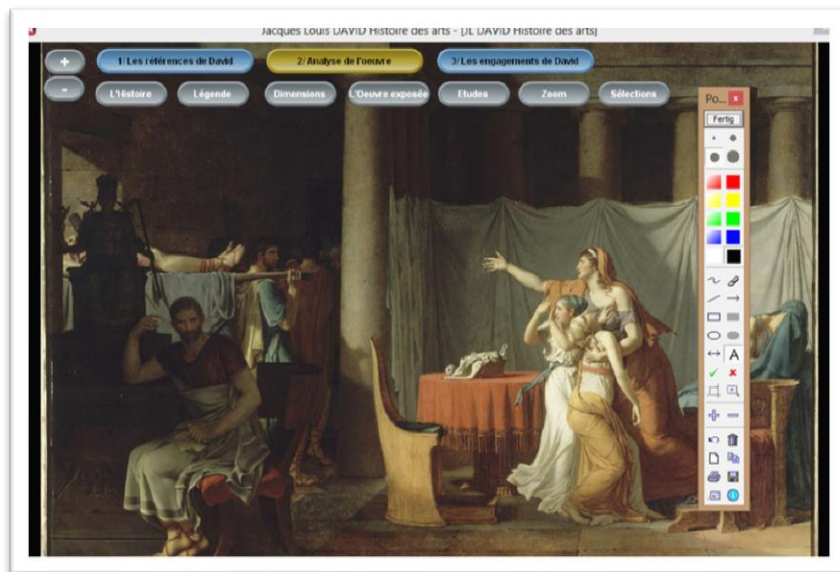 Jacques Louis DAVID Histoire des arts - [JL DAVID Histoire des arts]
+ 1/ Les références de David 2/ Analyse de l'oeuvre 3/ Les engagements de David
- L'Histoire Légende Dimensions L'Oeuvre exposée Etudes Zoom Sélections
Po... x
Fertig
A